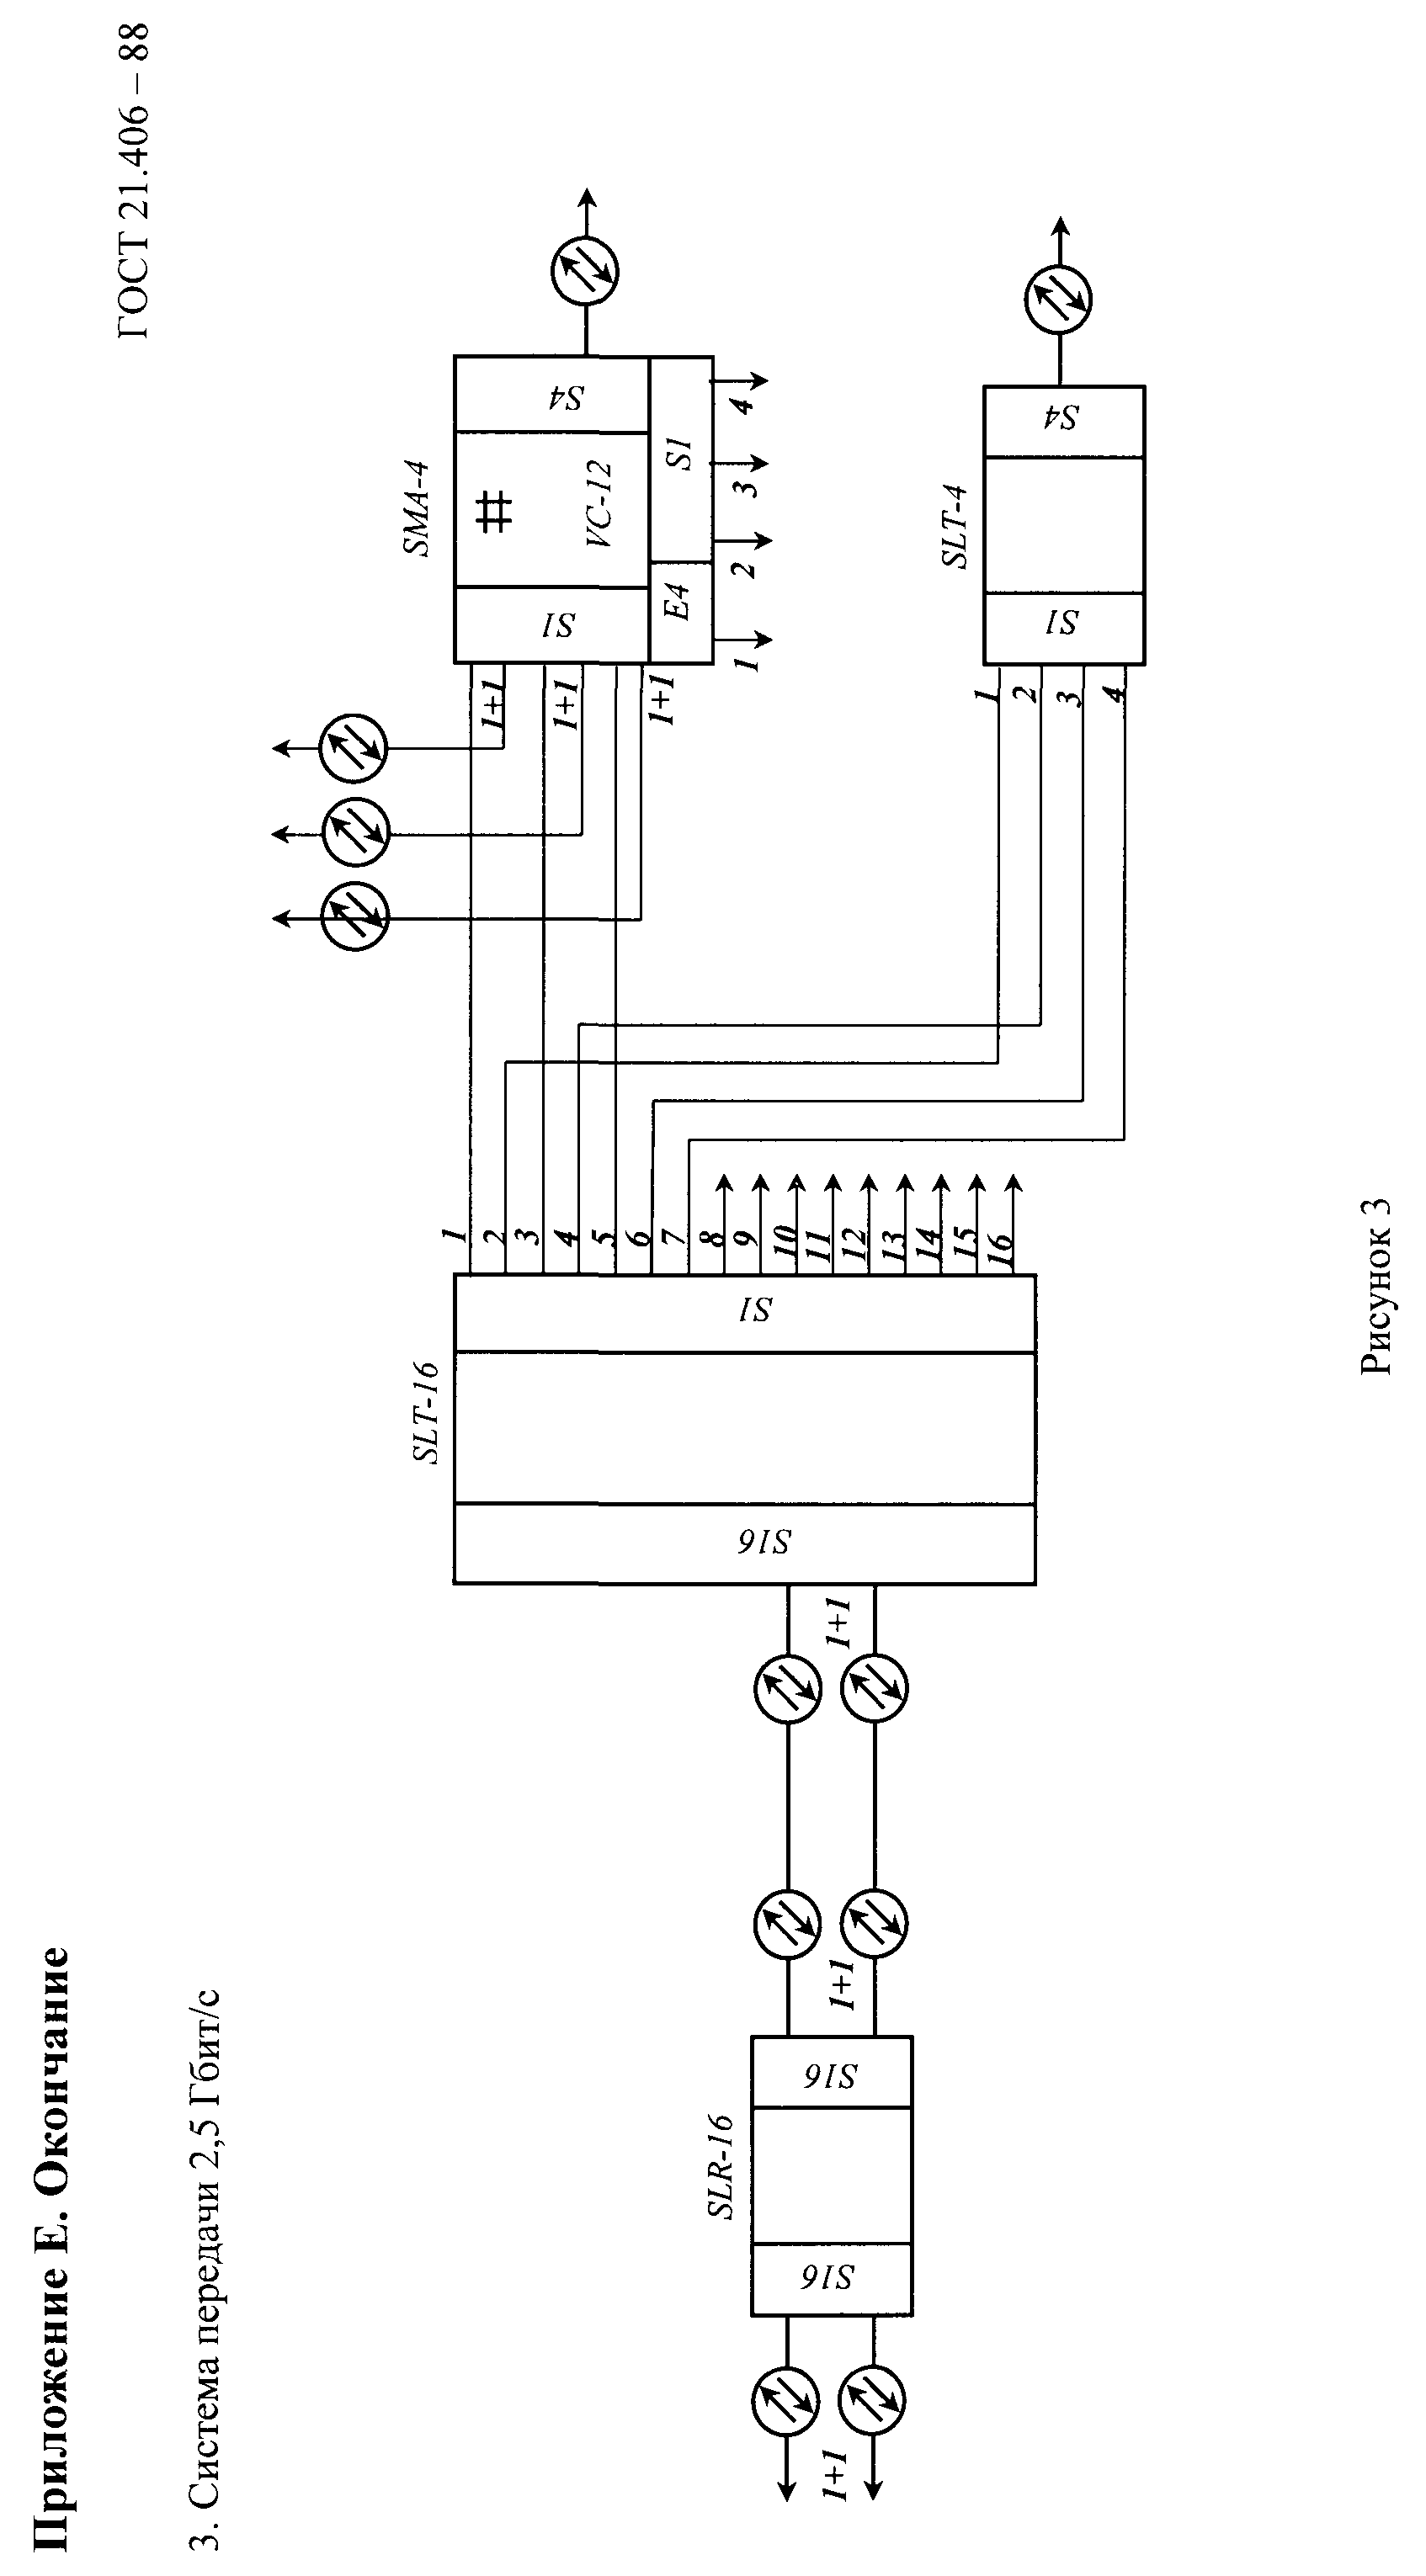 Приложение Е. Окончание
ГОСТ 21.406 – 88
3. Система передачи 2,5 Гбит/с
SLR-16
S16
S16
1+1
1+1
1+1
SLT-16
S16
S1
1
2
3
4
5
6
7
8
9
10
11
12
13
14
15
16
SMA-4
S1
VC-12
S4
E4
S1
1+1
1+1
1+1
1
2
3
4
SLT-4
S1
S4
1
2
3
4
Рисунок 3